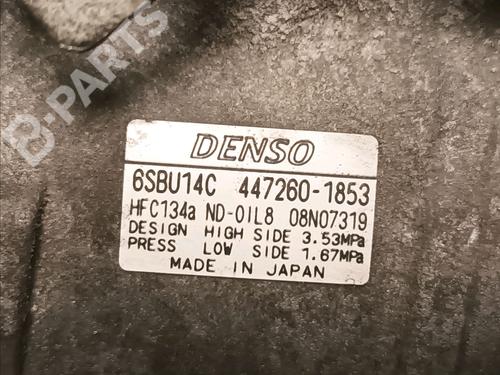 B-PARTS
DENSO
6SBU14C 447260-1853
HFC134a ND-OIL8 08N07319
DESIGN HIGH SIDE 3.53MPa
PRESS LOW SIDE 1.67MPa
MADE IN JAPAN